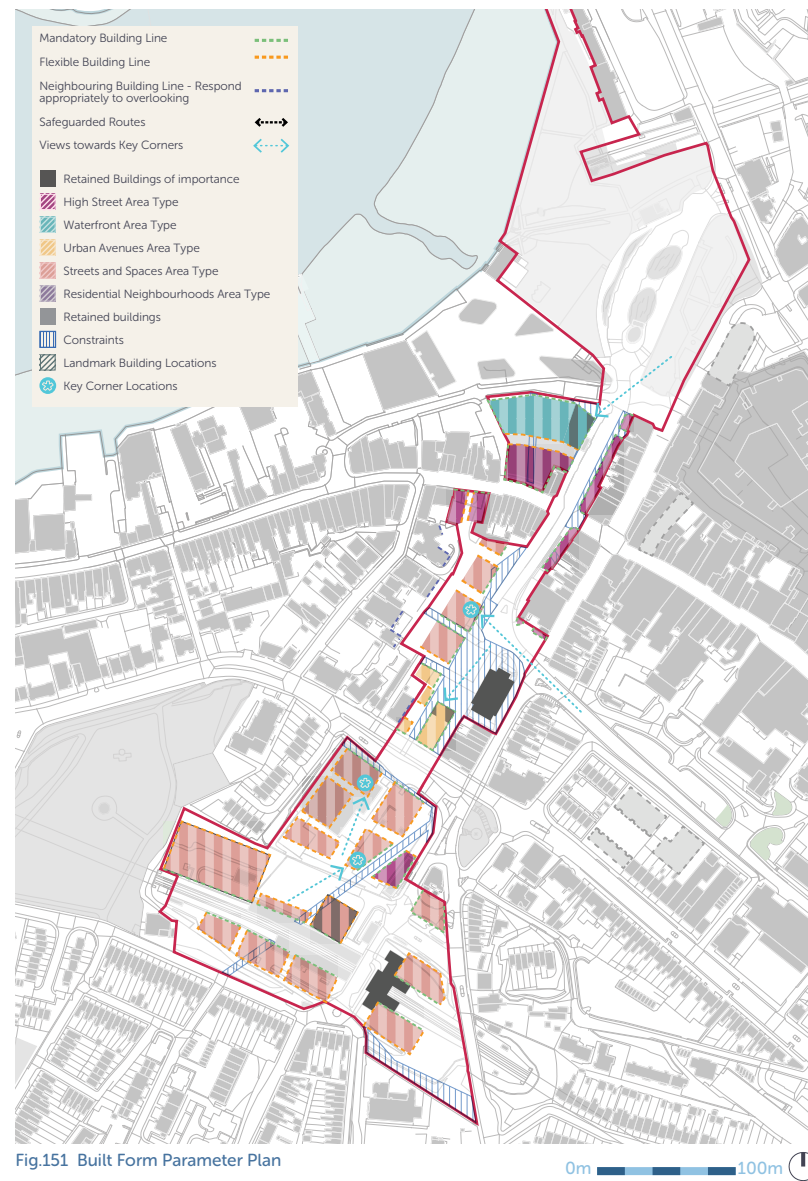 Mandatory Building Line
Flexible Building Line
Neighbouring Building Line - Respond
appropriately to overlooking
Safeguarded Routes
Views towards Key Corners
Retained Buildings of importance
High Street Area Type
Waterfront Area Type
Urban Avenues Area Type
Streets and Spaces Area Type
Residential Neighbourhoods Area Type
Retained buildings
Constraints
Landmark Building Locations
Key Corner Locations
Fig.151 Built Form Parameter Plan
0m 100m